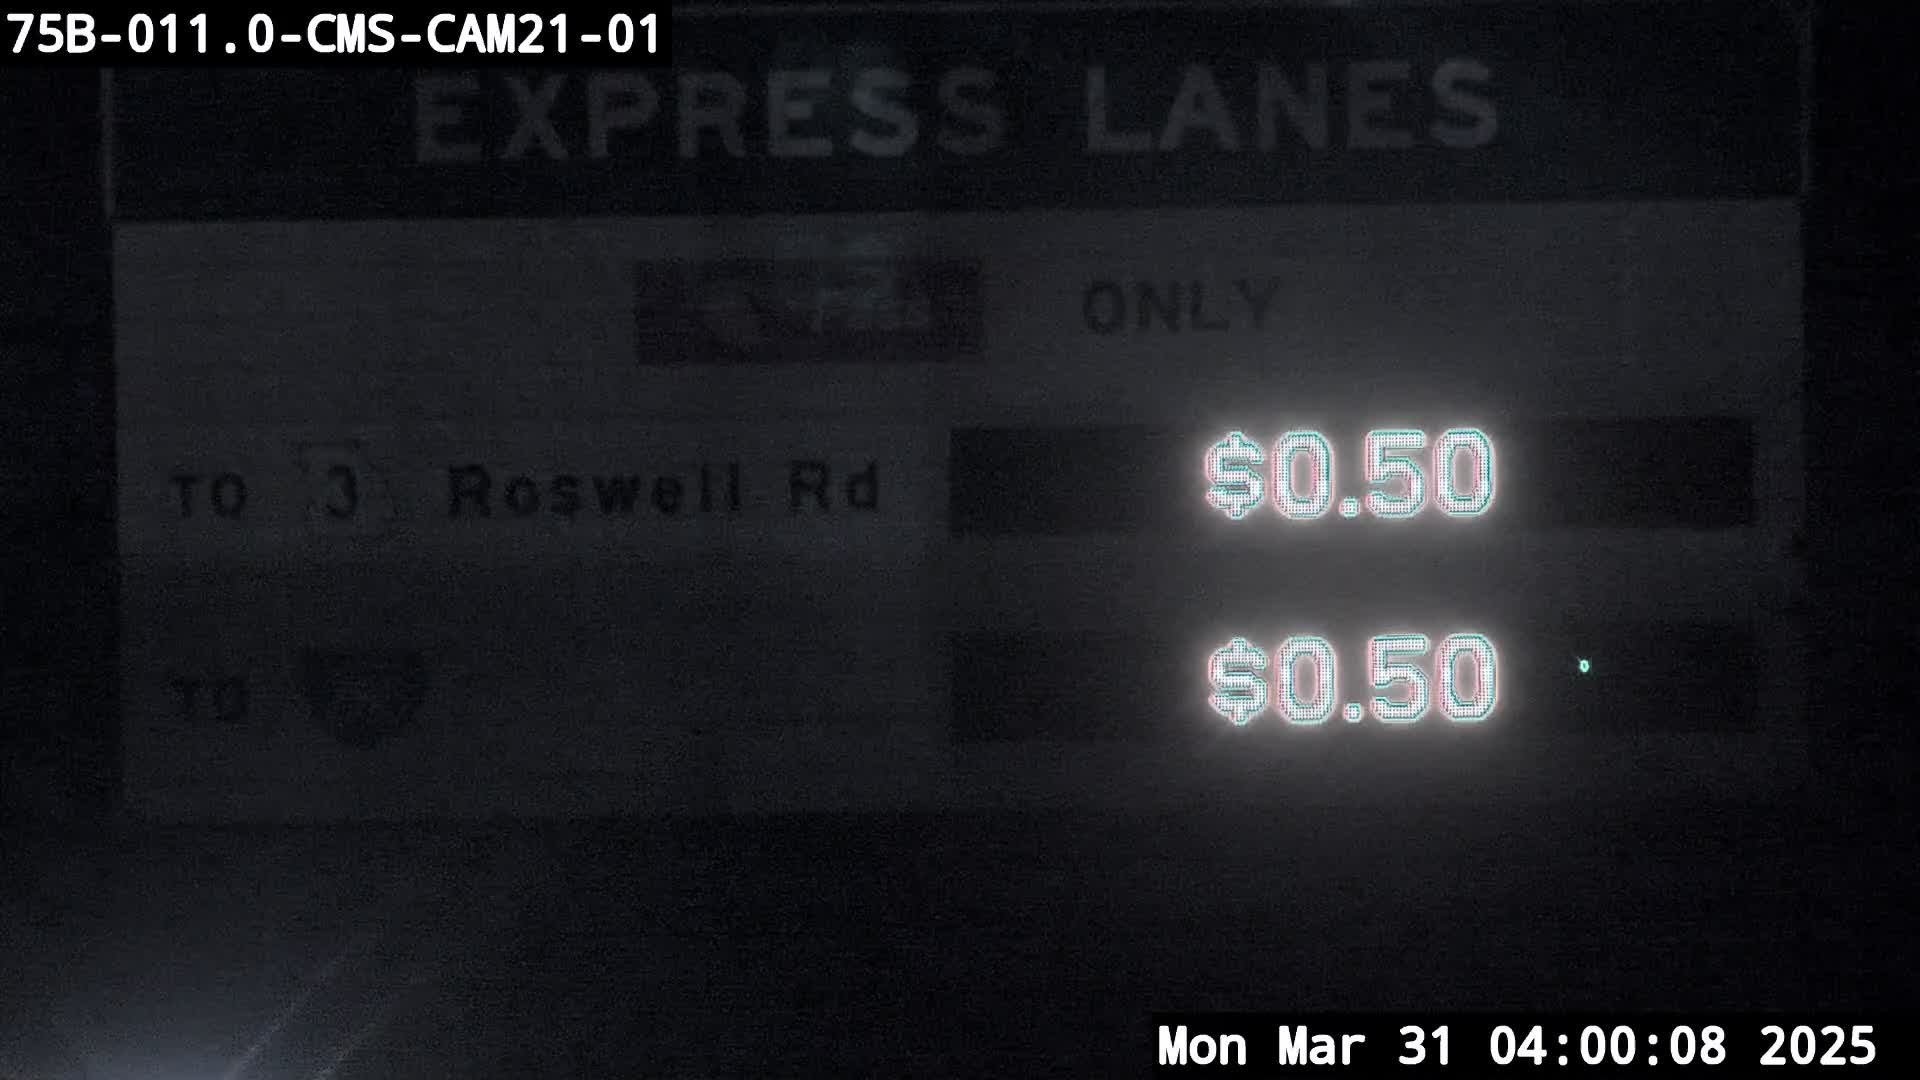 75B-011.0-CMS-CAM21-01
EXPRESS LANES
ONLY
TO 3 Roswell Rd $0.50
TO $0.50
Mon Mar 31 04:00:08 2025